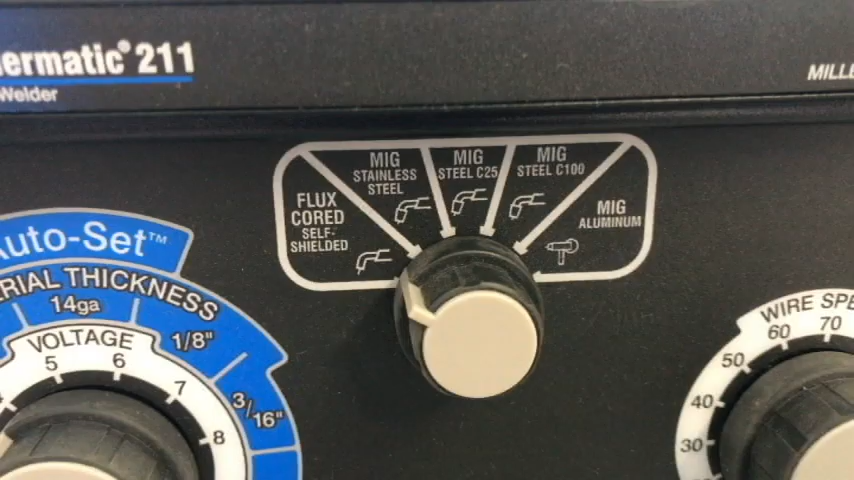 ermatic® 211
Welder
MILLE
FLUX
CORED
SELF-
SHIELDED
MIG
STAINLESS
STEEL
MIG
STEEL C25
MIG
STEEL C100
MIG
ALUMINUM
Auto-Set™
ERIAL THICKNESS
14ga
1/8"
3/16"
VOLTAGE
5
6
7
8
WIRE SPE
30
40
50
60
70